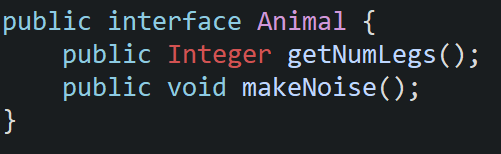 public interface Animal {
    public Integer getNumLegs();
    public void makeNoise();
}